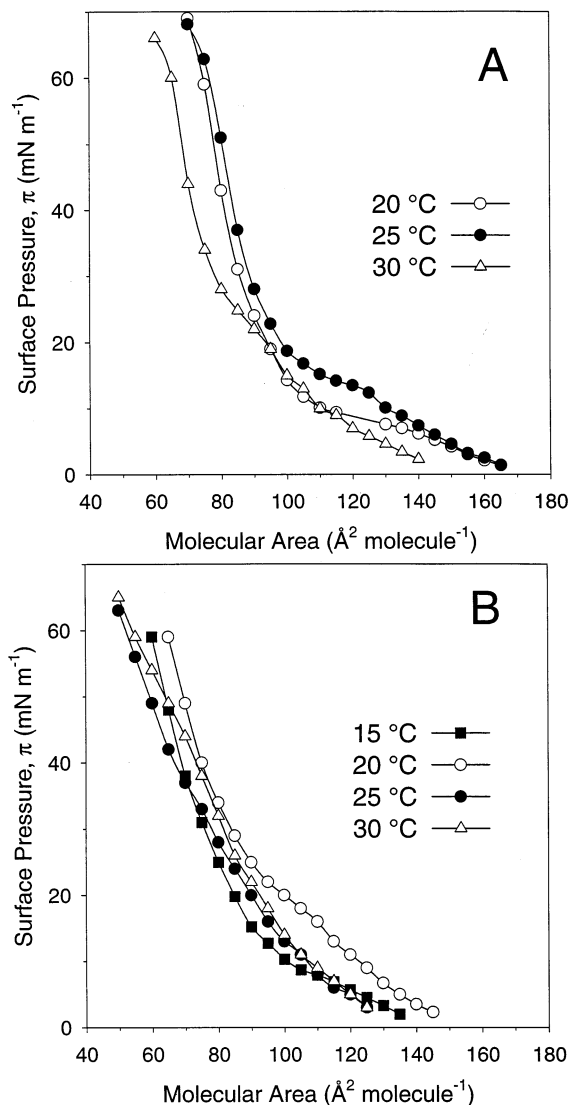 A
60
40
20
0
Surface Pressure, π (mN m⁻¹)
20 °C
25 °C
30 °C
40 60 80 100 120 140 160 180
Molecular Area (Å² molecule⁻¹)
B
60
40
20
0
Surface Pressure, π (mN m⁻¹)
15 °C
20 °C
25 °C
30 °C
40 60 80 100 120 140 160 180
Molecular Area (Å² molecule⁻¹)